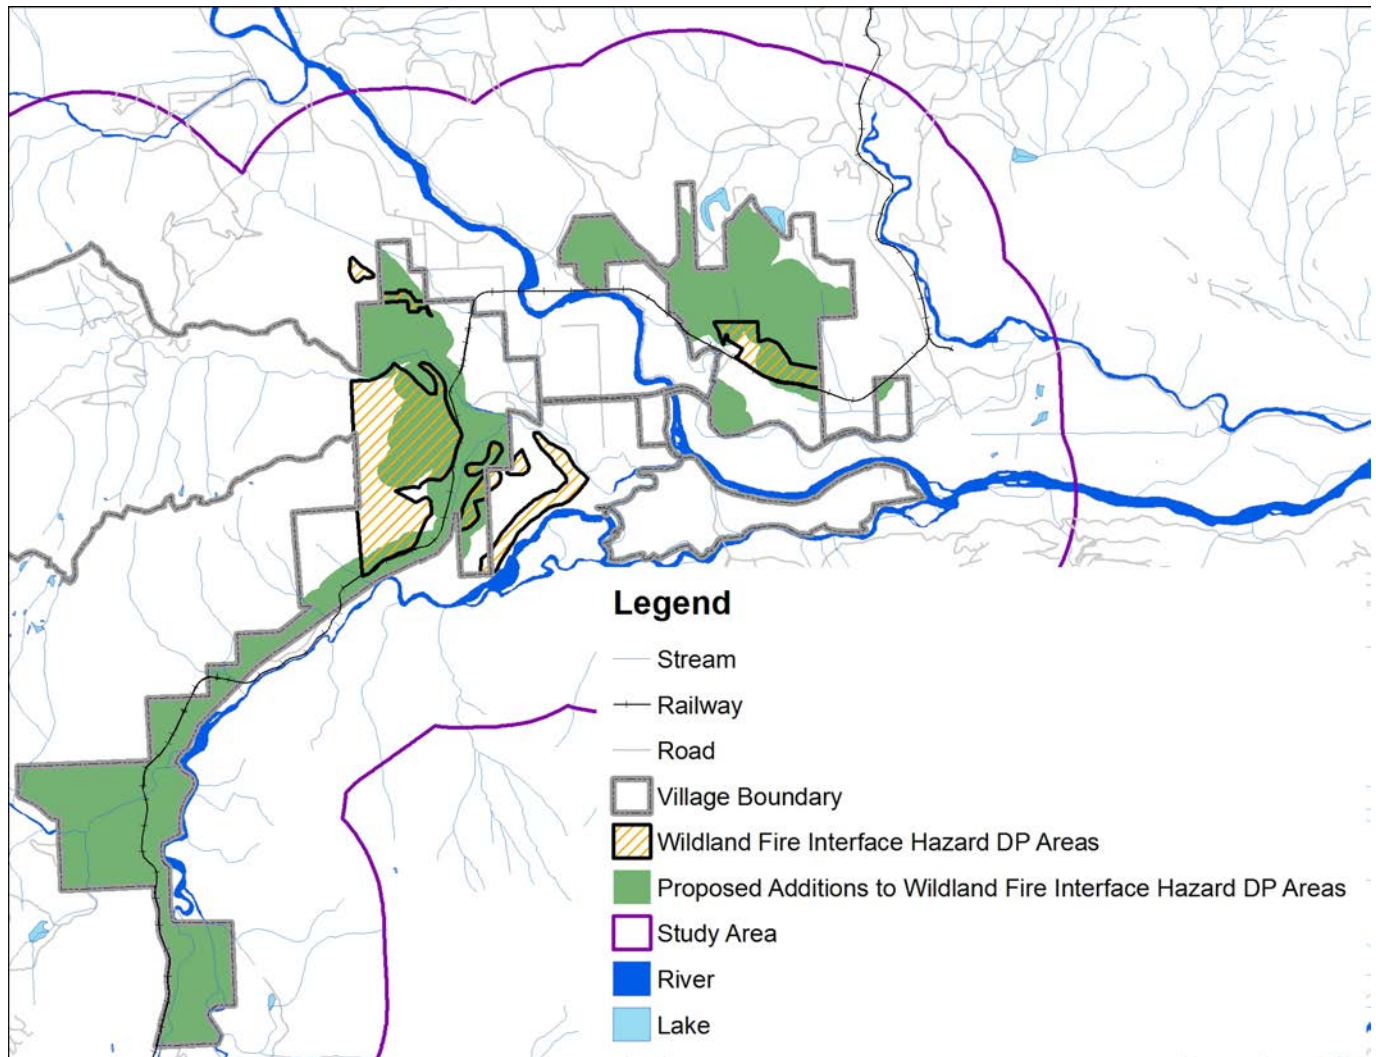 Legend
Stream
Railway
Road
Village Boundary
Wildland Fire Interface Hazard DP Areas
Proposed Additions to Wildland Fire Interface Hazard DP Areas
Study Area
River
Lake